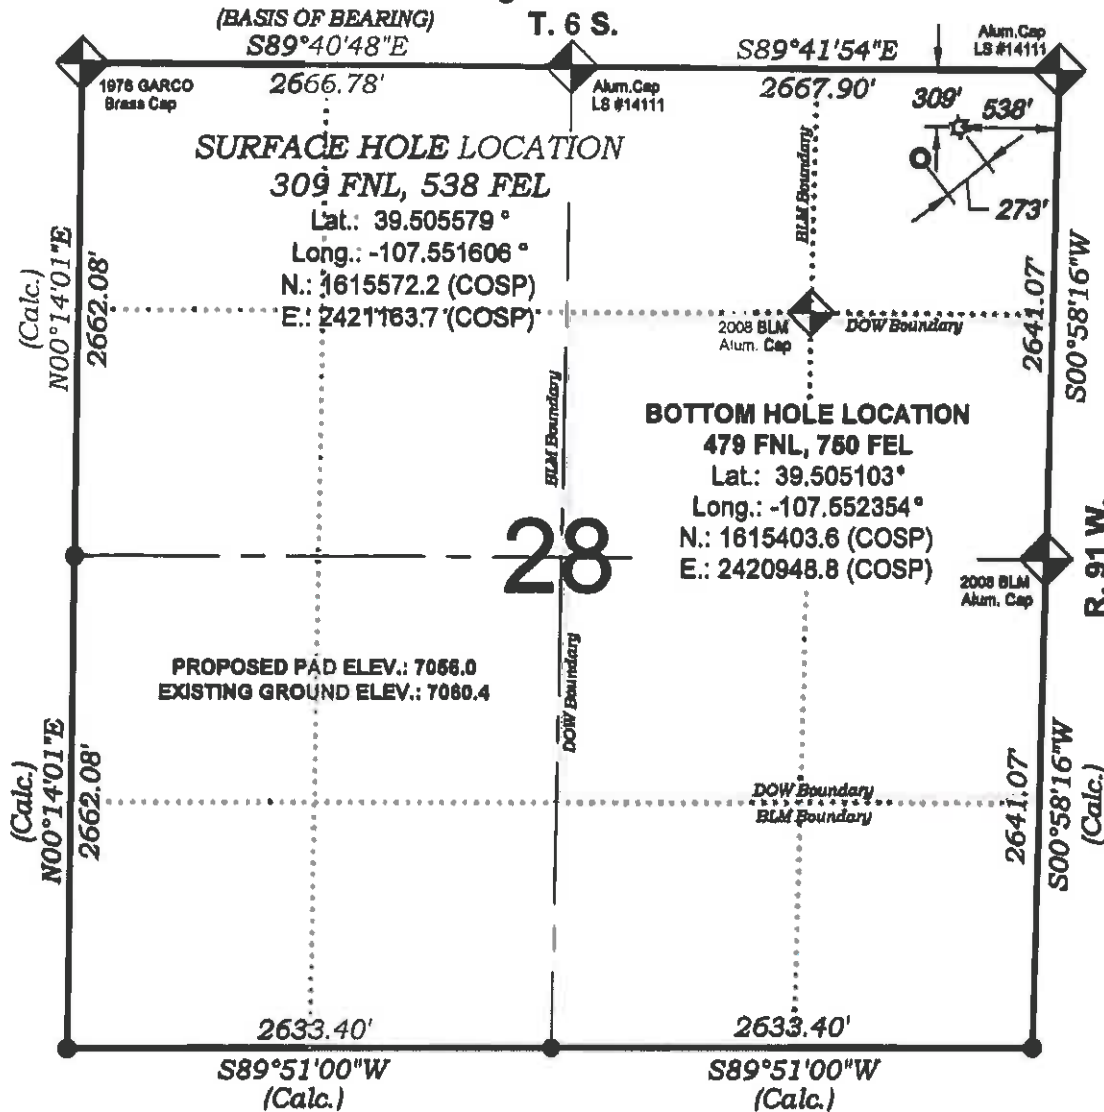 (BASIS OF BEARING)
T. 6 S.
S89°40'48"E
S89°41'54"E
Alum.Cap
LS #14111
1976 GARCO
Brass Cap
2666.78'
Alum.Cap
LS #14111
2667.90'
309'
538'
SURFACE HOLE LOCATION
309 FNL, 538 FEL
Lat.: 39.505579 °
Long.: -107.551606 °
N.: 1615572.2 (COSP)
E.: 2421163.7 (COSP)
BLM Boundary
273'
(Calc.)
N00°14'01"E
2662.08'
2641.07'
S00°58'16"W
2008 BLM
Alum. Cap
DOW Boundary
BLM Boundary
BOTTOM HOLE LOCATION
479 FNL, 750 FEL
Lat.: 39.505103°
Long.: -107.552354°
N.: 1615403.6 (COSP)
E.: 2420948.8 (COSP)
28
2008 BLM
Alum. Cap
R. 91 W.
PROPOSED PAD ELEV.: 7056.0
EXISTING GROUND ELEV.: 7060.4
DOW Boundary
(Calc.)
N00°14'01"E
2662.08'
DOW Boundary
BLM Boundary
2641.07'
S00°58'16"W
(Calc.)
2633.40'
2633.40'
S89°51'00"W
(Calc.)
S89°51'00"W
(Calc.)